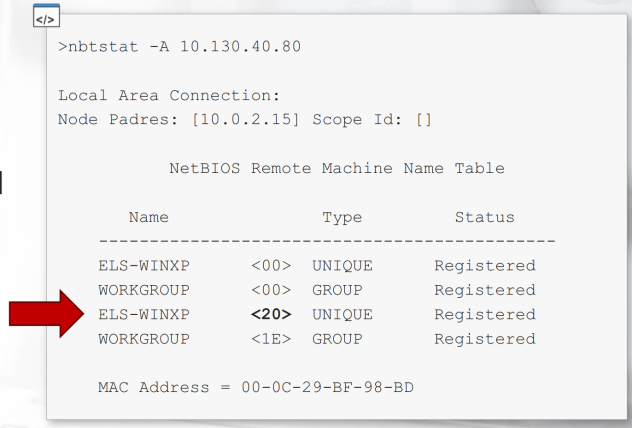 </>
>nbtstat -A 10.130.40.80
Local Area Connection:
Node Padres: [10.0.2.15] Scope Id: []
NetBIOS Remote Machine Name Table
Name Type Status
---------------------------------------------
ELS-WINXP <00> UNIQUE Registered
WORKGROUP <00> GROUP Registered
ELS-WINXP <20> UNIQUE Registered
WORKGROUP <1E> GROUP Registered
MAC Address = 00-0C-29-BF-98-BD